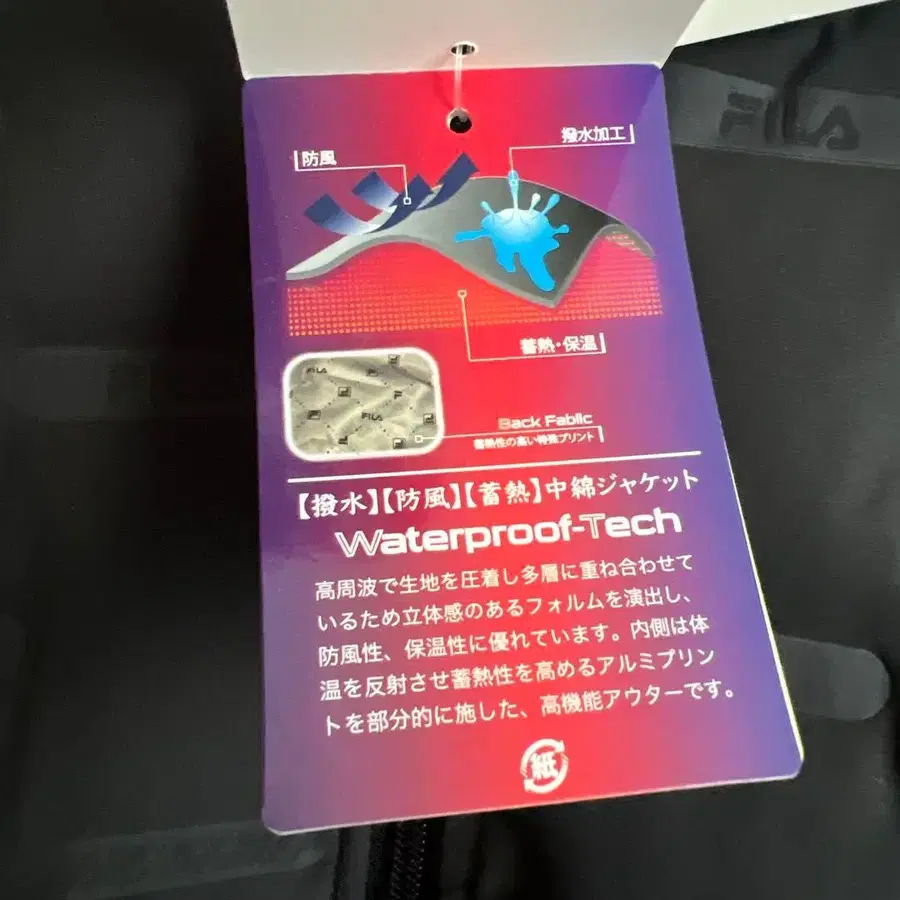 FILA
撥水加工
防風
蓄熱・保温
FILA
FILA
Back Fablic
蓄熱性の高い特殊プリント
【撥水】【防風】【蓄熱】中綿ジャケット
Waterproof-Tech
高周波で生地を圧着し多層に重ね合わせて
いるため立体感のあるフォルムを演出し、
防風性、保温性に優れています。内側は体
温を反射させ蓄熱性を高めるアルミプリン
トを部分的に施した、高機能アウターです。
紙